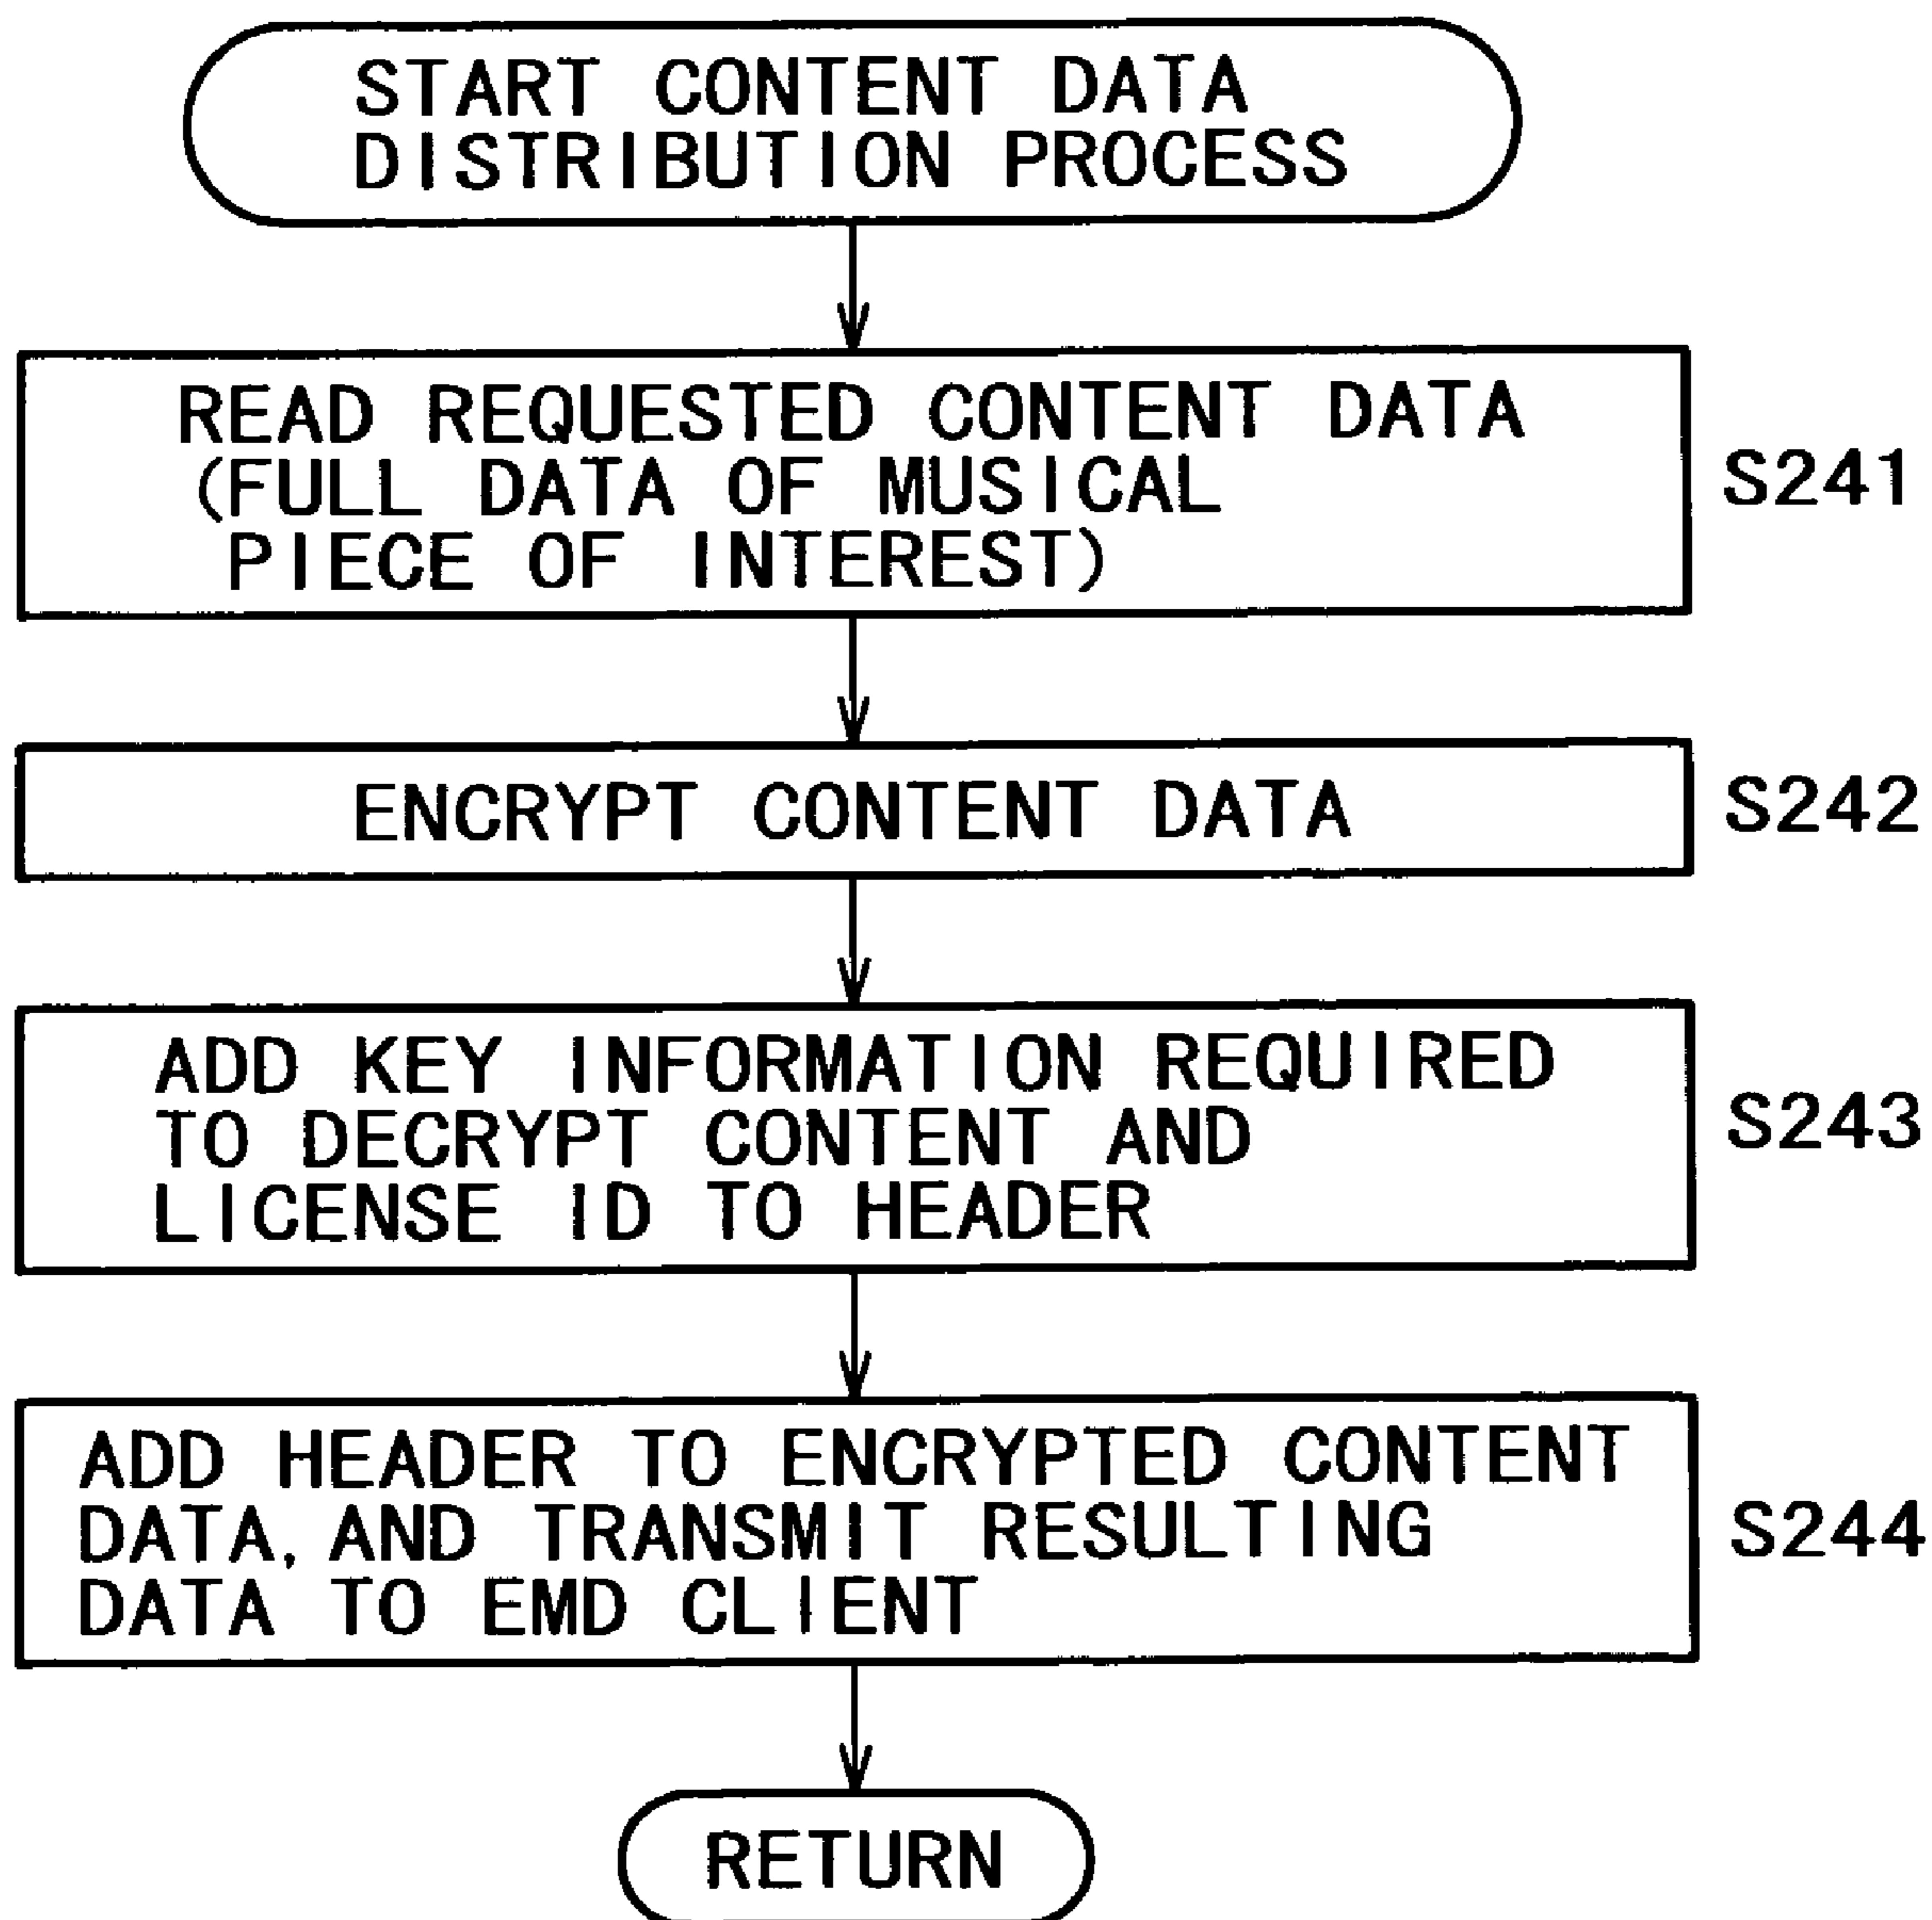 START CONTENT DATA
DISTRIBUTION PROCESS
READ REQUESTED CONTENT DATA
(FULL DATA OF MUSICAL
PIECE OF INTEREST)
S241
ENCRYPT CONTENT DATA
S242
ADD KEY INFORMATION REQUIRED
TO DECRYPT CONTENT AND
LICENSE ID TO HEADER
S243
ADD HEADER TO ENCRYPTED CONTENT
DATA, AND TRANSMIT RESULTING
DATA TO EMD CLIENT
S244
RETURN